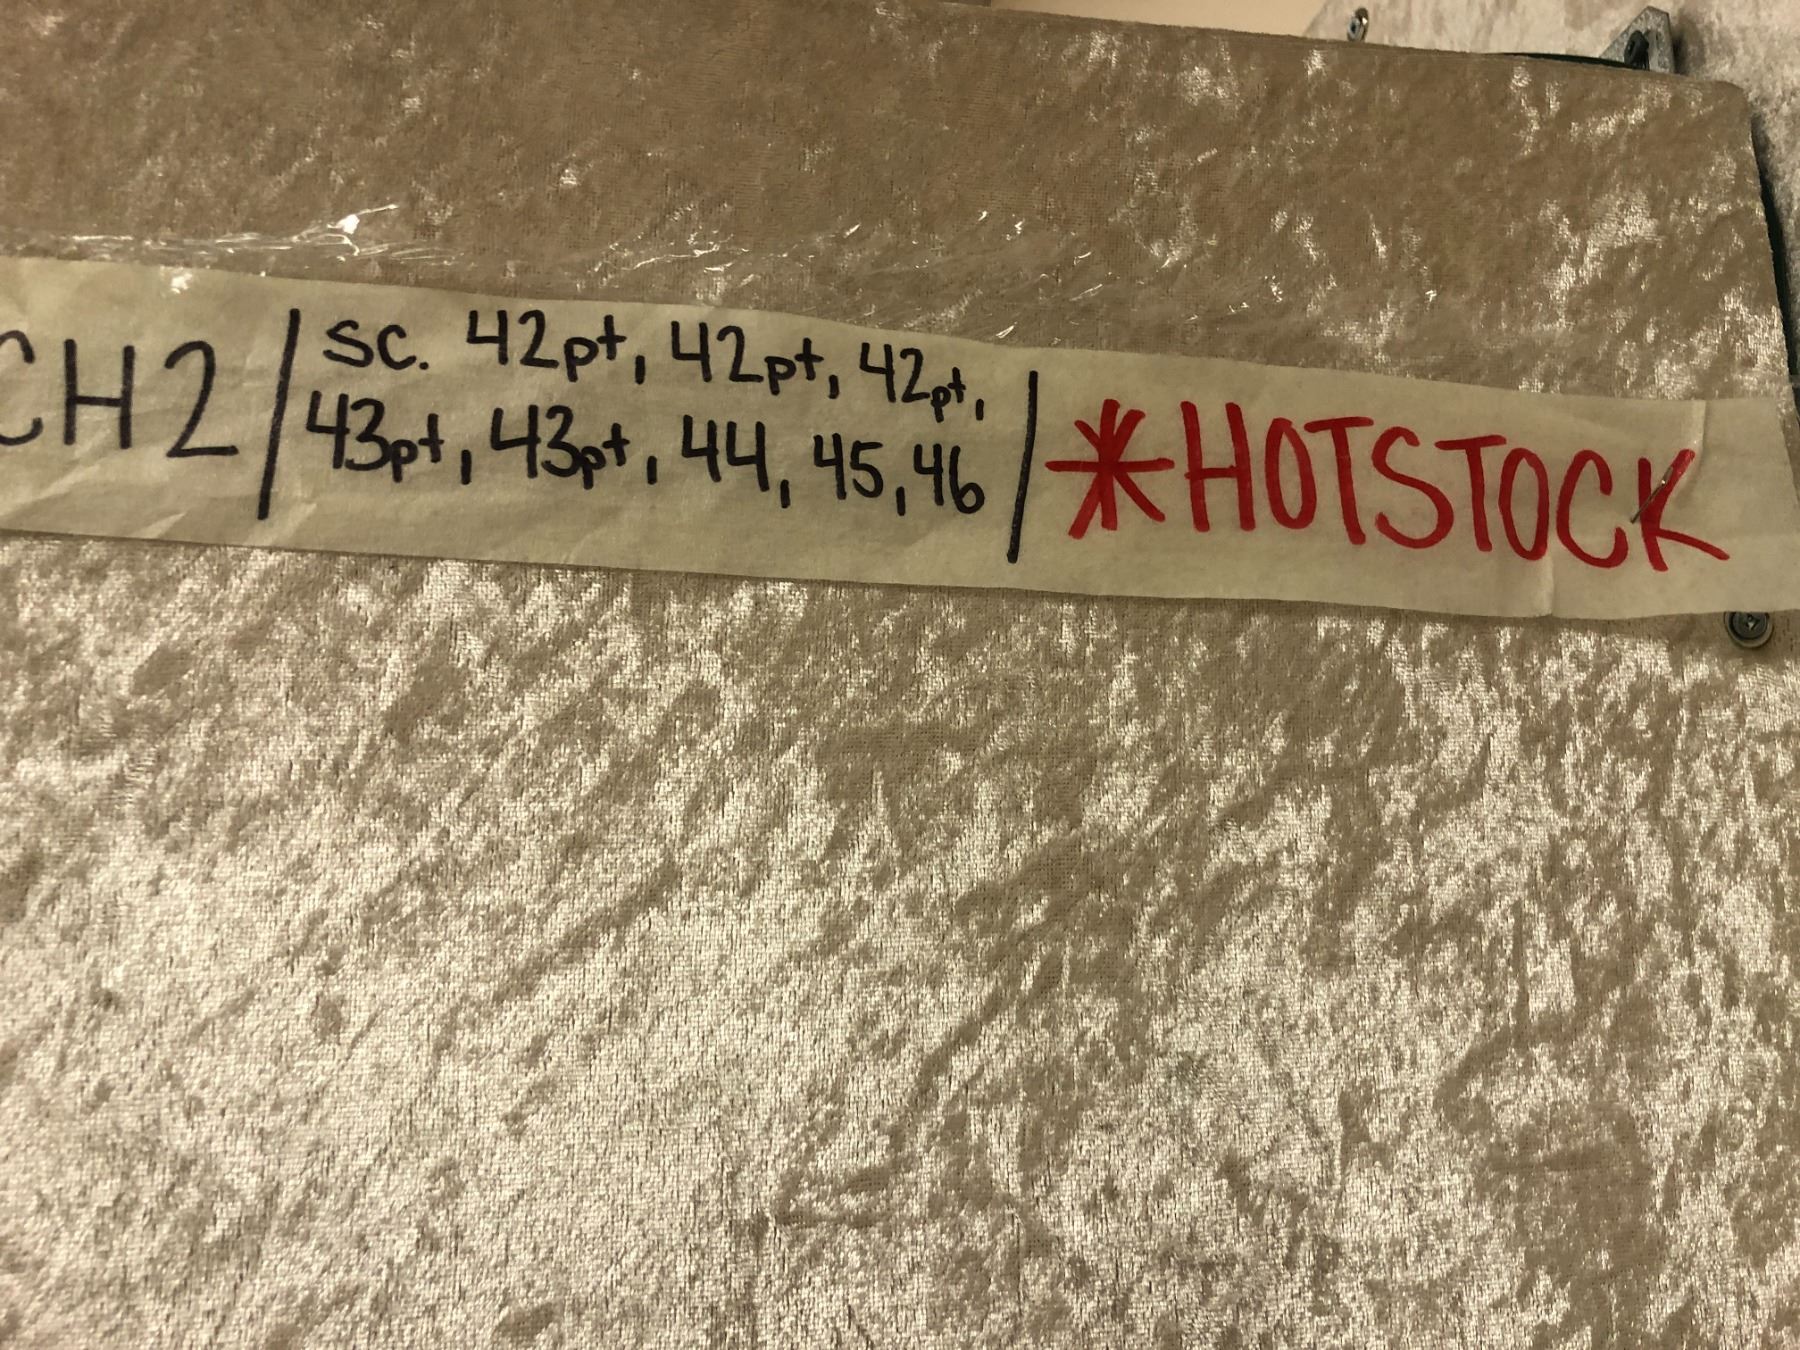 CH2 / sc. 42pt, 42pt, 42pt, / *HOTSTOCK
43pt, 43pt, 44, 45, 46